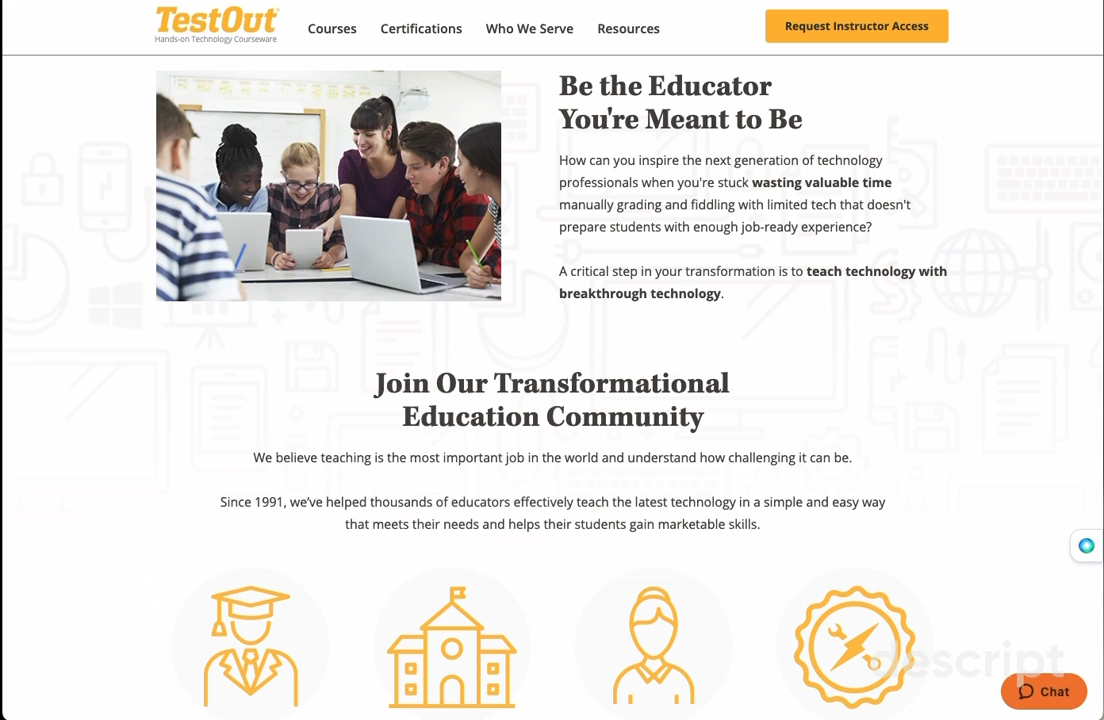 TestOut®
Hands-on Technology Courseware
Courses
Certifications
Who We Serve
Resources
Request Instructor Access
Be the Educator
You're Meant to Be
How can you inspire the next generation of technology
professionals when you're stuck wasting valuable time
manually grading and fiddling with limited tech that doesn't
prepare students with enough job-ready experience?
A critical step in your transformation is to teach technology with
breakthrough technology.
Join Our Transformational
Education Community
We believe teaching is the most important job in the world and understand how challenging it can be.
Since 1991, we've helped thousands of educators effectively teach the latest technology in a simple and easy way
that meets their needs and helps their students gain marketable skills.
descript
Chat